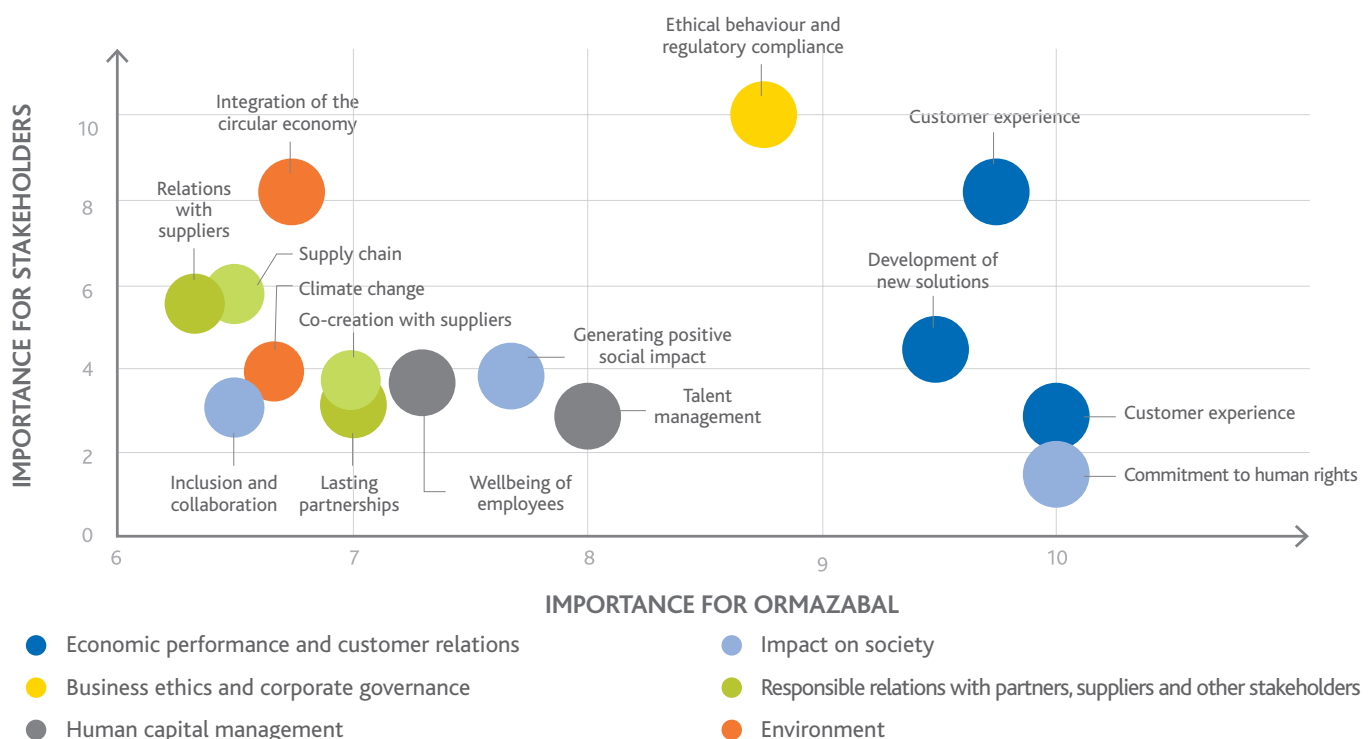 Ethical behaviour and
regulatory compliance
Integration of the
circular economy
Customer experience
10
Relations
with
suppliers
8
Supply chain
Development of
new solutions
6
Climate change
Co-creation with suppliers
Generating positive
social impact
4
Talent
management
Customer experience
2
Inclusion and
collaboration
Lasting
partnerships
Wellbeing of
employees
Commitment to human rights
0
6
7
8
9
10
IMPORTANCE FOR STAKEHOLDERS
IMPORTANCE FOR ORMAZABAL
Economic performance and customer relations
Business ethics and corporate governance
Human capital management
Impact on society
Responsible relations with partners, suppliers and other stakeholders
Environment